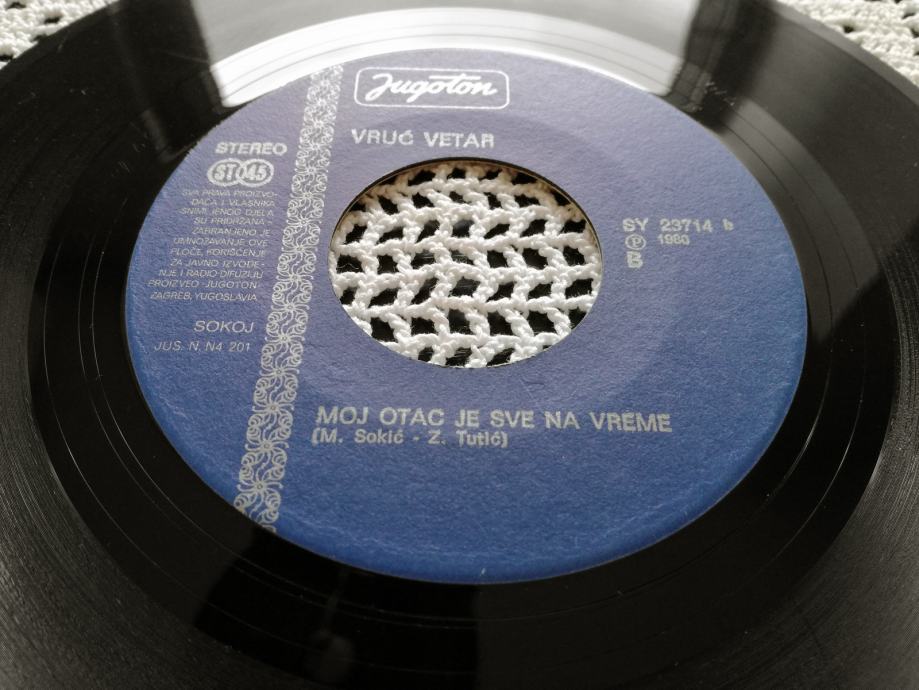 Jugoton
VRUĆ VETAR
STEREO
ST 45
SVA PRAVA PROIZVO-
ĐAČA I VLASNIKA
SNIMLJENOG DJELA
SU PRIDRŽANA -
ZABRANJENO JE
UMNOŽAVANJE OVE
PLOČE, KORIŠĆENJE
ZA JAVNO IZVOĐE-
NJE I RADIO DIFUZIJU
PROIZVEO JUGOTON
ZAGREB, YUGOSLAVIA
SOKOJ
JUS. N. N4 201
SY 23714 b
Ⓟ 1980
B
MOJ OTAC JE SVE NA VREME
(M. Sokić - Z. Tutić)